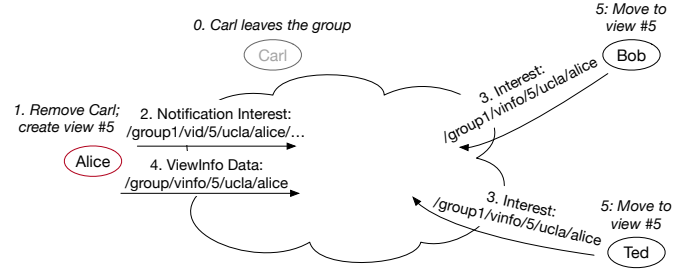 0. Carl leaves the group
Carl
5: Move to
view #5
Bob
3. Interest:
/group1/vinfo/5/ucla/alice
1. Remove Carl;
create view #5
2. Notification Interest:
/group1/vid/5/ucla/alice/…
Alice
4. ViewInfo Data:
/group/vinfo/5/ucla/alice
3. Interest:
/group1/vinfo/5/ucla/alice
5: Move to
view #5
Ted